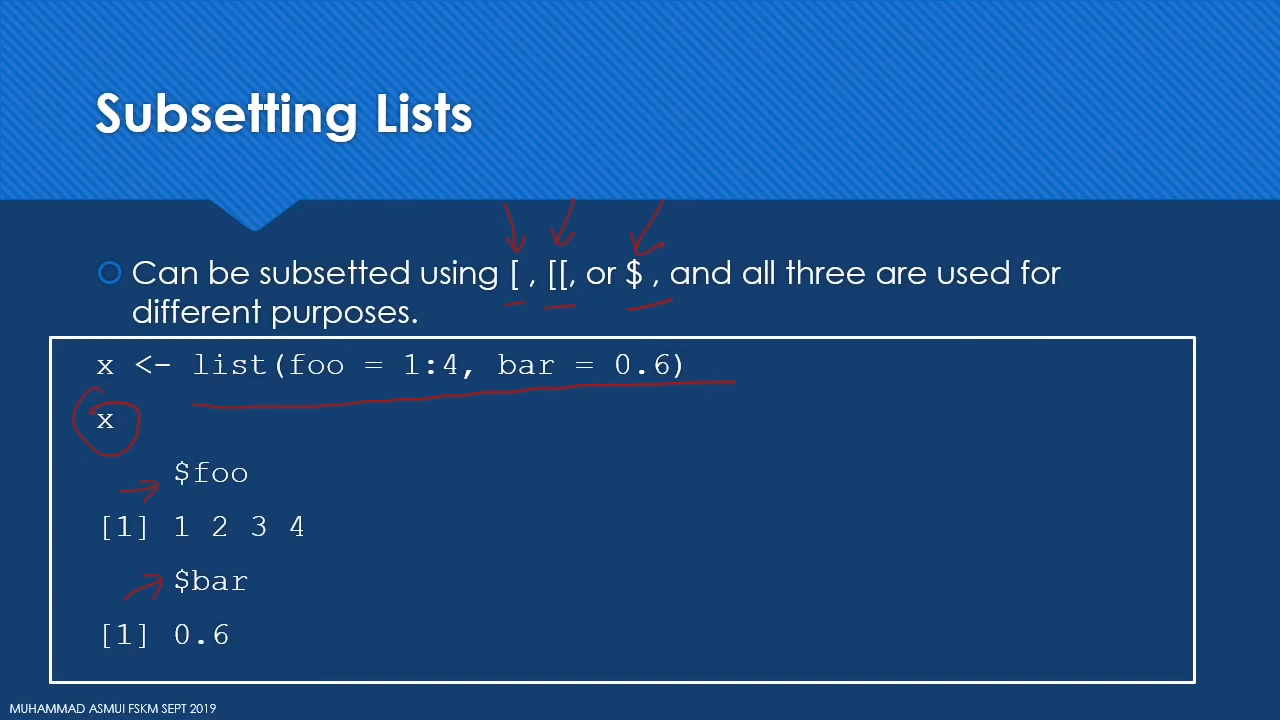 Subsetting Lists
Can be subsetted using [ , [[, or $ , and all three are used for
different purposes.
x <- list(foo = 1:4, bar = 0.6)
x
$foo
[1] 1 2 3 4
$bar
[1] 0.6
MUHAMMAD ASMUI FSKM SEPT 2019